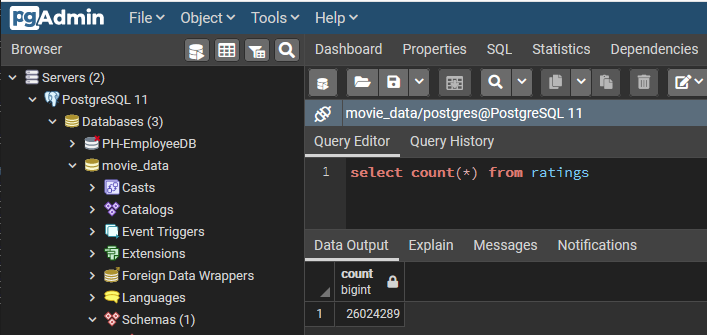 pgAdmin File Object Tools Help
Browser
Servers (2)
PostgreSQL 11
Databases (3)
PH-EmployeeDB
movie_data
Casts
Catalogs
Event Triggers
Extensions
Foreign Data Wrappers
Languages
Schemas (1)
Dashboard Properties SQL Statistics Dependencies
movie_data/postgres@PostgreSQL 11
Query Editor Query History
1 select count(*) from ratings
Data Output Explain Messages Notifications
count
bigint
1 26024289